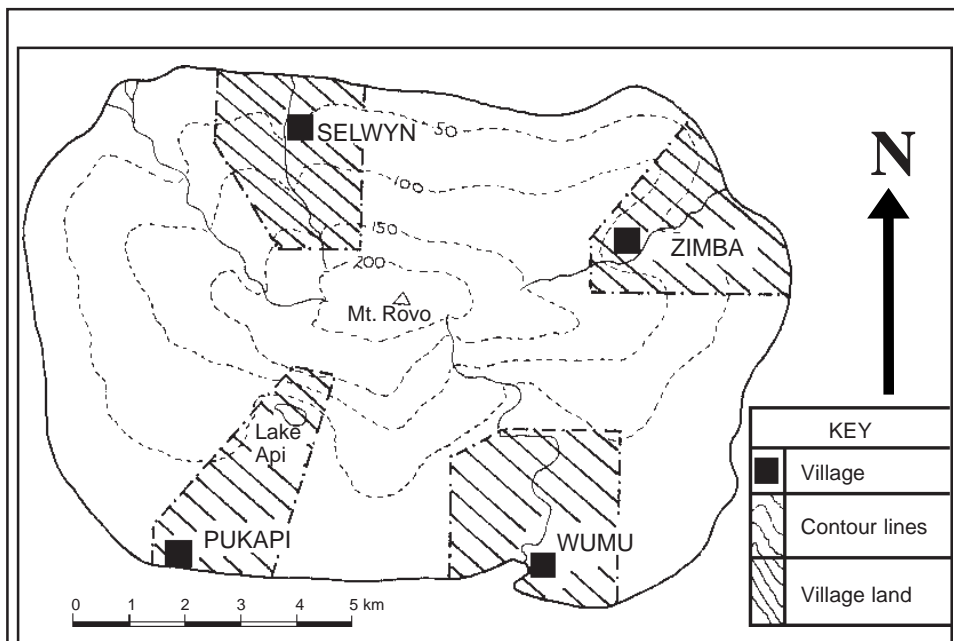 50
SELWYN
N
100
150
ZIMBA
200
Mt. Rovo
KEY
Lake
Api
Village
PUKAPI
WUMU
Contour lines
Village land
0 1 2 3 4 5 km